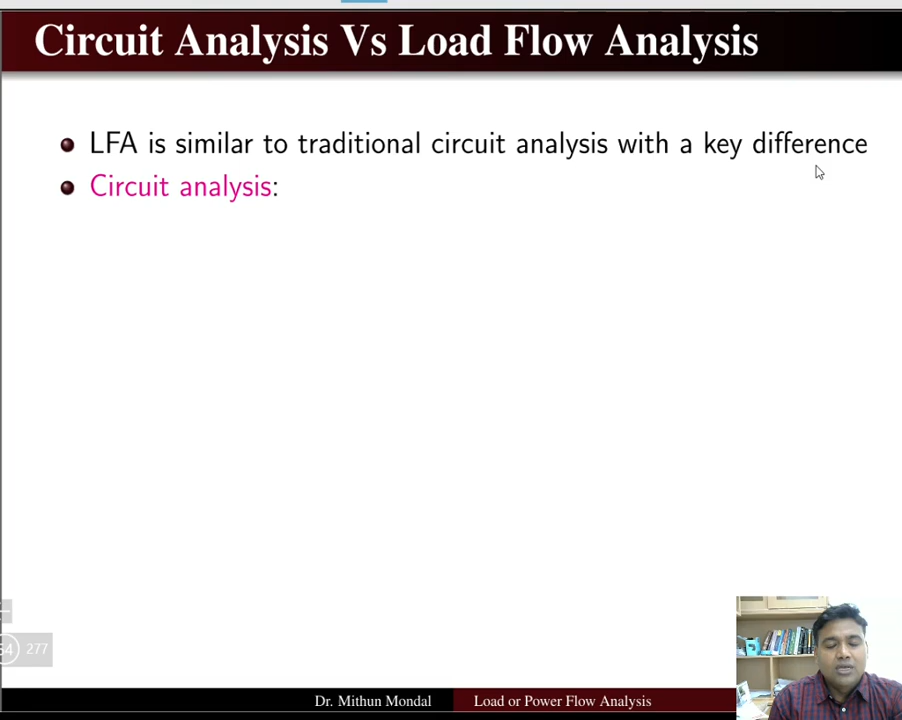 Circuit Analysis Vs Load Flow Analysis
LFA is similar to traditional circuit analysis with a key difference
Circuit analysis:
277
Dr. Mithun Mondal
Load or Power Flow Analysis